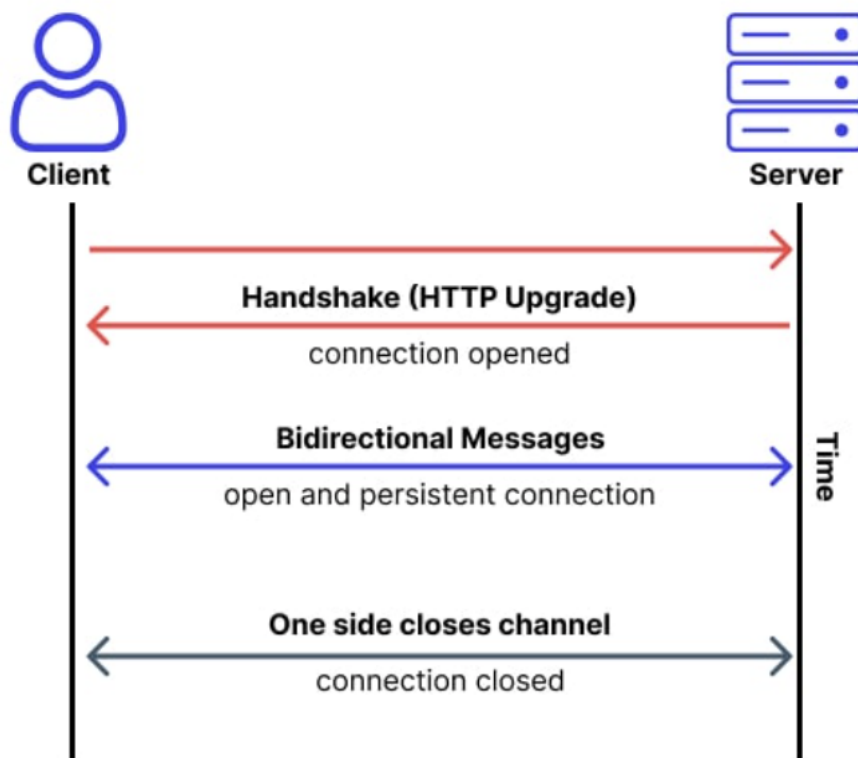 Client
Server
Handshake (HTTP Upgrade)
connection opened
Bidirectional Messages
open and persistent connection
Time
One side closes channel
connection closed